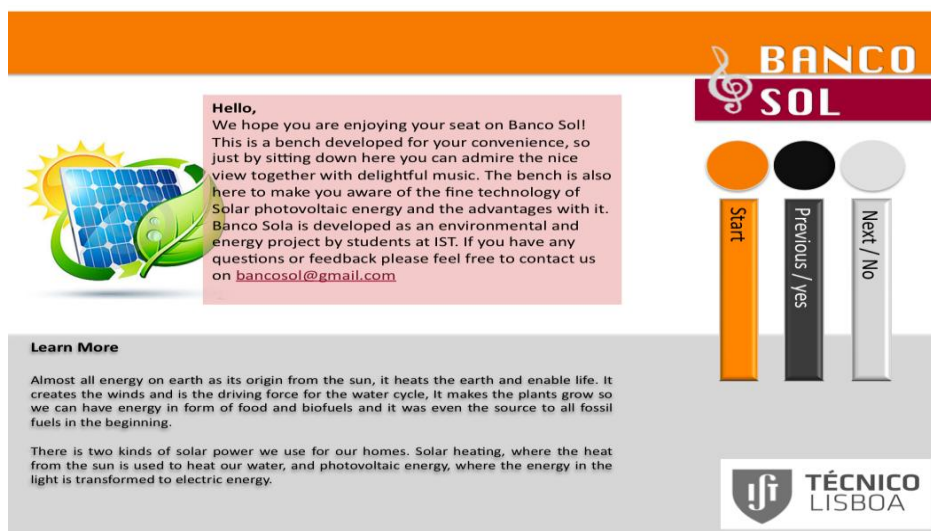 BANCO
SOL
Hello,
We hope you are enjoying your seat on Banco Sol!
This is a bench developed for your convenience, so
just by sitting down here you can admire the nice
view together with delightful music. The bench is also
here to make you aware of the fine technology of
Solar photovoltaic energy and the advantages with it.
Banco Sola is developed as an environmental and
energy project by students at IST. If you have any
questions or feedback please feel free to contact us
on bancosol@gmail.com
Start
Previous / yes
Next / No
Learn More
Almost all energy on earth as its origin from the sun, it heats the earth and enable life. It
creates the winds and is the driving force for the water cycle, It makes the plants grow so
we can have energy in form of food and biofuels and it was even the source to all fossil
fuels in the beginning.
There is two kinds of solar power we use for our homes. Solar heating, where the heat
from the sun is used to heat our water, and photovoltaic energy, where the energy in the
light is transformed to electric energy.
TÉCNICO
LISBOA